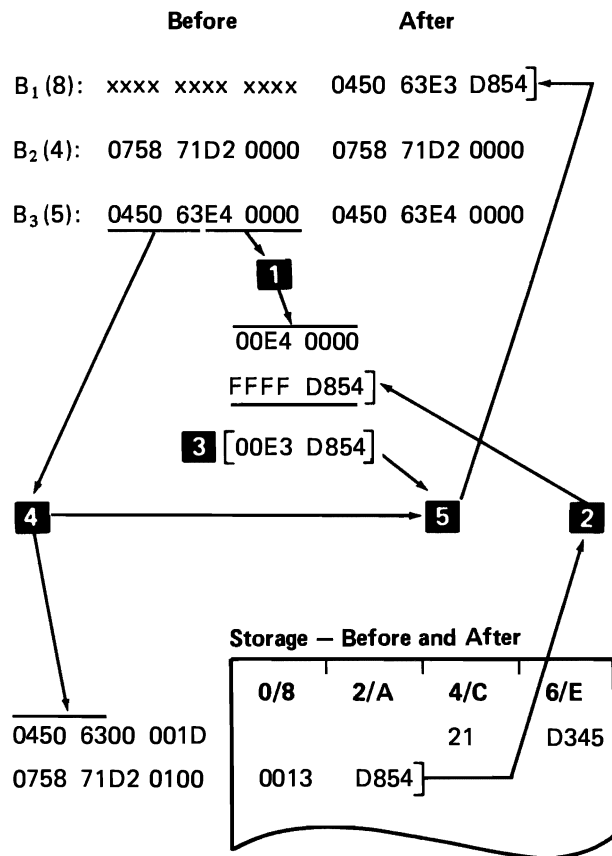 Before After
B1(8): xxxx xxxx xxxx 0450 63E3 D854]
B2(4): 0758 71D2 0000 0758 71D2 0000
B3(5): 0450 63E4 0000 0450 63E4 0000
1
00E4 0000
FFFF D854]
3 [00E3 D854]
4 5 2
Storage – Before and After
0/8 2/A 4/C 6/E
0450 6300 001D 21 D345
0758 71D2 0100 0013 D854]